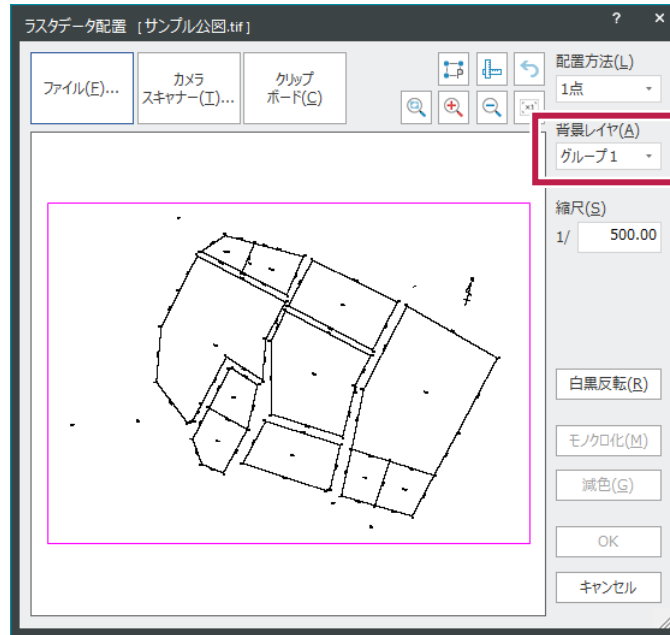 ラスタデータ配置 [サンプル公図.tif]
? ×
ファイル(F)...
カメラ
スキャナー(T)...
クリップ
ボード(C)
P
×1
配置方法(L)
1点
背景レイヤ(A)
グループ1
縮尺(S)
1/ 500.00
白黒反転(R)
モノクロ化(M)
減色(G)
OK
キャンセル